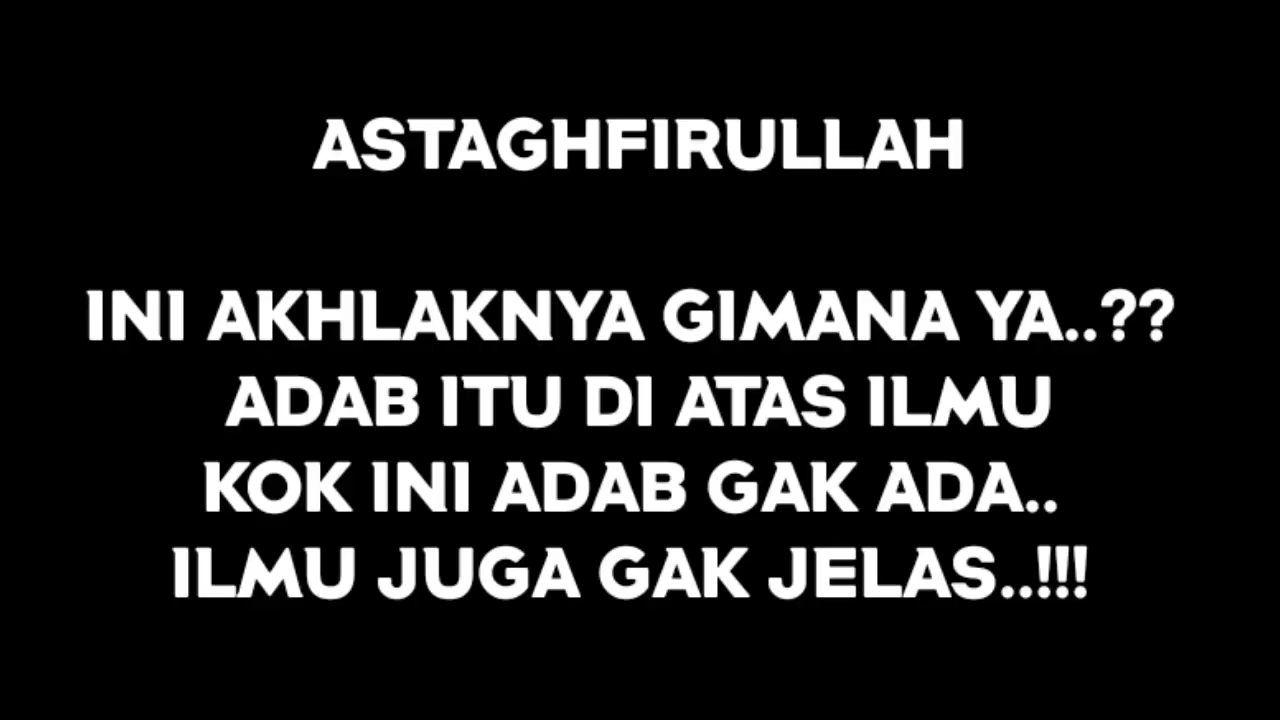 ASTAGHFIRULLAH
INI AKHLAKNYA GIMANA YA..??
ADAB ITU DI ATAS ILMU
KOK INI ADAB GAK ADA..
ILMU JUGA GAK JELAS..!!!